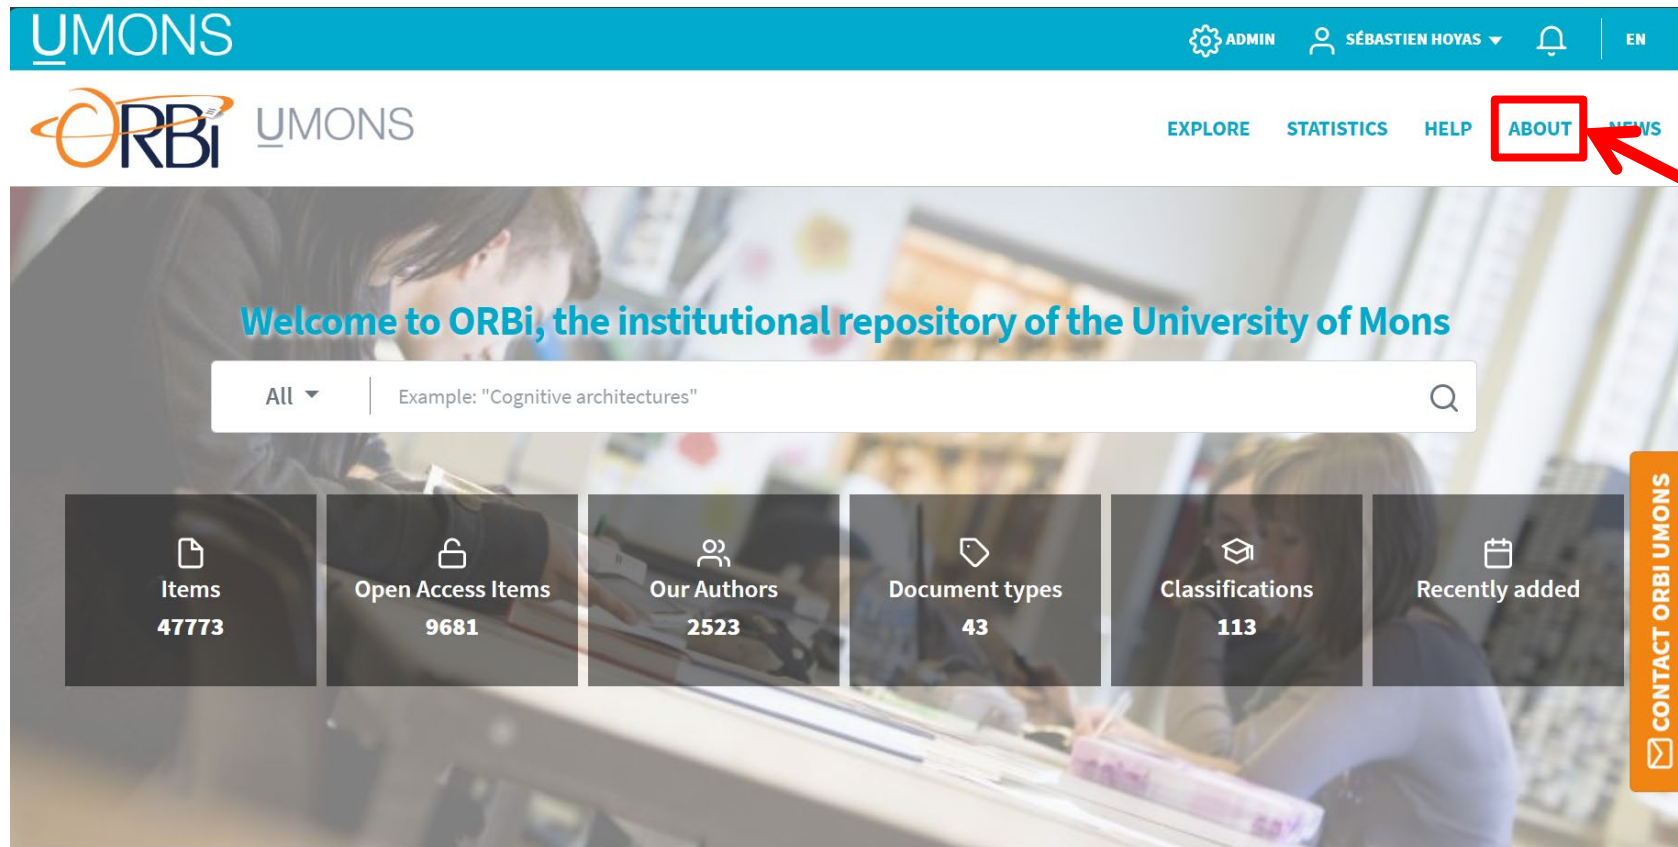 UMONS
ADMIN SÉBASTIEN HOYAS EN
ORBi UMONS
EXPLORE STATISTICS HELP ABOUT NEWS
Welcome to ORBi, the institutional repository of the University of Mons
All Example: "Cognitive architectures"
Items
47773
Open Access Items
9681
Our Authors
2523
Document types
43
Classifications
113
Recently added
CONTACT ORBI UMONS